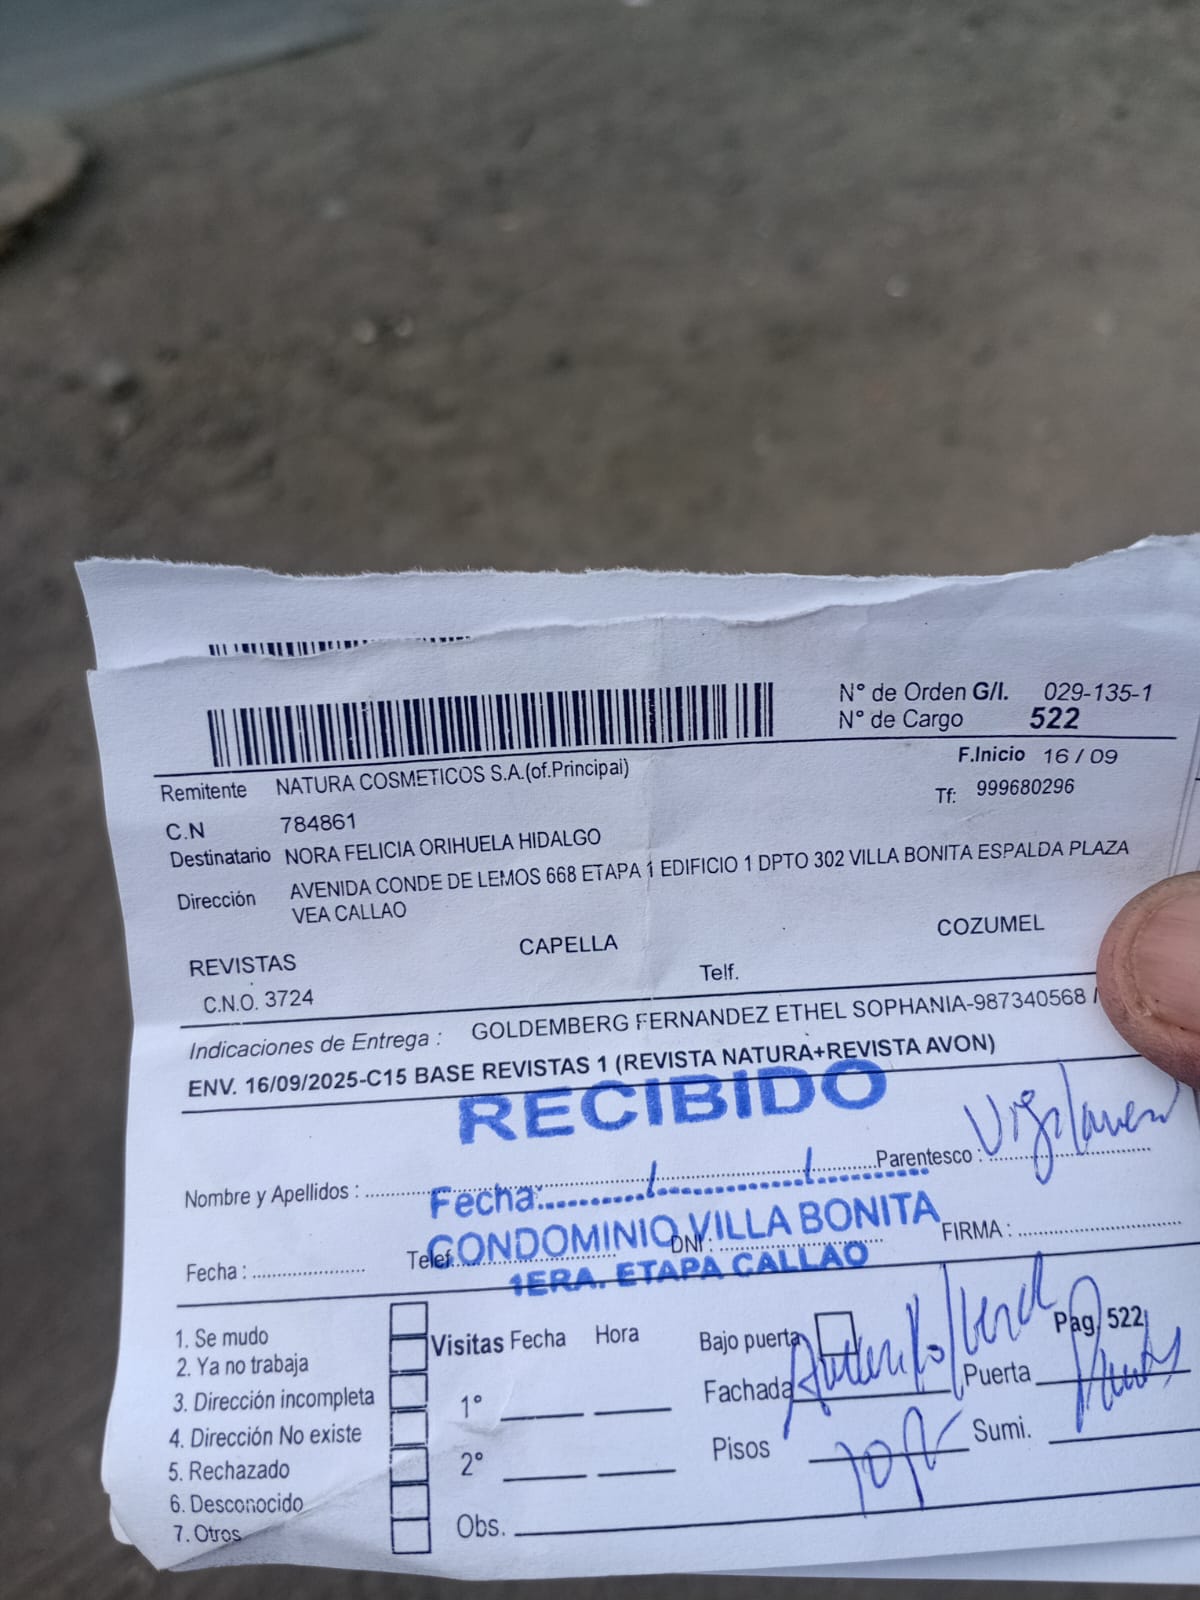 N° de Orden G/I. 029-135-1
N° de Cargo 522
F.Inicio 16 / 09
Remitente NATURA COSMETICOS S.A.(of.Principal)
Tf: 999680296
C.N 784861
Destinatario NORA FELICIA ORIHUELA HIDALGO
Dirección AVENIDA CONDE DE LEMOS 668 ETAPA 1 EDIFICIO 1 DPTO 302 VILLA BONITA ESPALDA PLAZA
VEA CALLAO
REVISTAS CAPELLA COZUMEL
C.N.O. 3724 Telf.
Indicaciones de Entrega : GOLDEMBERG FERNANDEZ ETHEL SOPHANIA-987340568 /
ENV. 16/09/2025-C15 BASE REVISTAS 1 (REVISTA NATURA+REVISTA AVON)
RECIBIDO
Nombre y Apellidos : Parentesco :
Fecha: / /
CONDOMINIO VILLA BONITA
Fecha : Telef. DNI : FIRMA :
1ERA. ETAPA CALLAO
1. Se mudo
2. Ya no trabaja
3. Dirección incompleta
4. Dirección No existe
5. Rechazado
6. Desconocido
7. Otros
Visitas Fecha Hora
1°
2°
Obs.
Bajo puerta Pag 522
Fachada Puerta
Pisos Sumi.